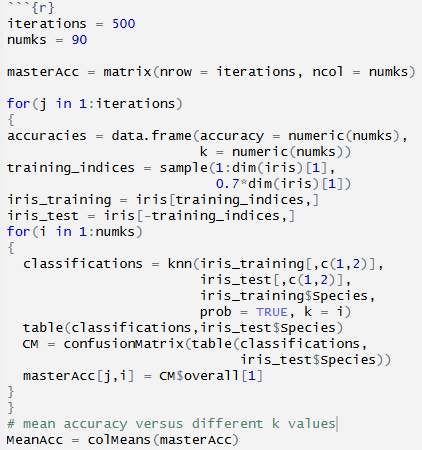 ```{r}
iterations = 500
numks = 90

masterAcc = matrix(nrow = iterations, ncol = numks)

for(j in 1:iterations)
{
accuracies = data.frame(accuracy = numeric(numks),
                        k = numeric(numks))
training_indices = sample(1:dim(iris)[1],
                          0.7*dim(iris)[1])
iris_training = iris[training_indices,]
iris_test = iris[-training_indices,]
for(i in 1:numks)
{
  classifications = knn(iris_training[,c(1,2)],
                        iris_test[,c(1,2)],
                        iris_training$Species,
                        prob = TRUE, k = i)
  table(classifications,iris_test$Species)
  CM = confusionMatrix(table(classifications,
                             iris_test$Species))
  masterAcc[j,i] = CM$overall[1]
}
}
# mean accuracy versus different k values
MeanAcc = colMeans(masterAcc)